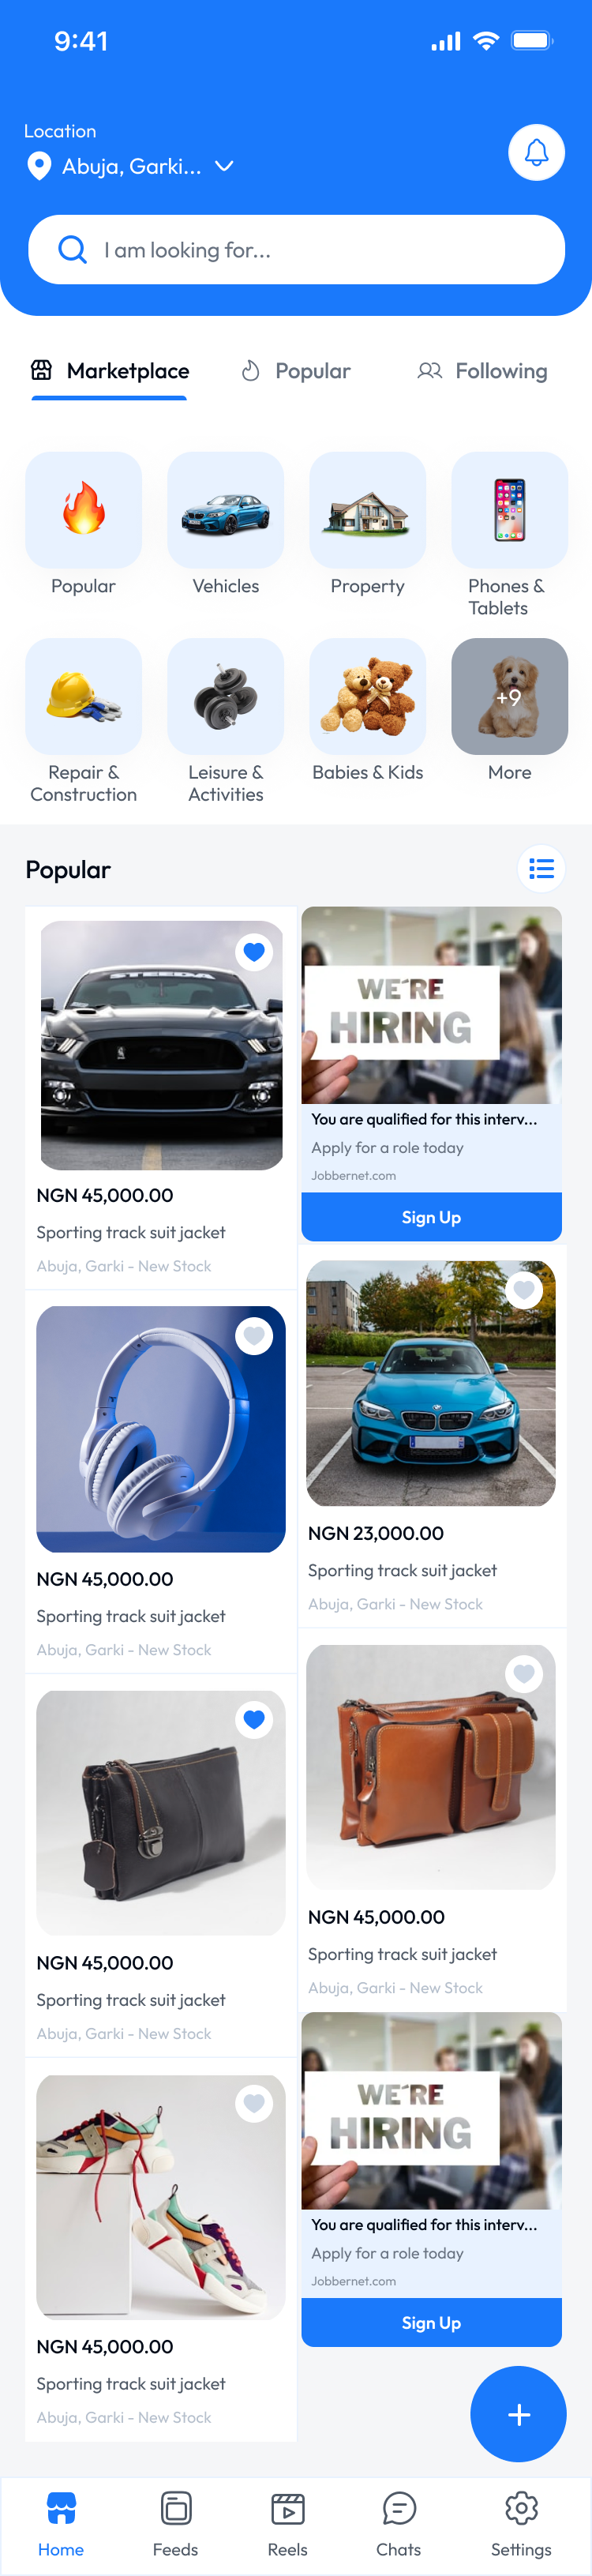 9:41
Location
Abuja, Garki...
I am looking for...
Marketplace
Popular
Following
Popular
Vehicles
Property
Phones &
Tablets
+9
Repair &
Construction
Leisure &
Activities
Babies & Kids
More
Popular
STEEDA
NGN 45,000.00
Sporting track suit jacket
Abuja, Garki - New Stock
WE'RE
HIRING
You are qualified for this interv...
Apply for a role today
Jobbernet.com
Sign Up
NGN 45,000.00
Sporting track suit jacket
Abuja, Garki - New Stock
NGN 23,000.00
Sporting track suit jacket
Abuja, Garki - New Stock
NGN 45,000.00
Sporting track suit jacket
Abuja, Garki - New Stock
NGN 45,000.00
Sporting track suit jacket
Abuja, Garki - New Stock
WE'RE
HIRING
You are qualified for this interv...
Apply for a role today
Jobbernet.com
Sign Up
NGN 45,000.00
Sporting track suit jacket
Abuja, Garki - New Stock
Home
Feeds
Reels
Chats
Settings